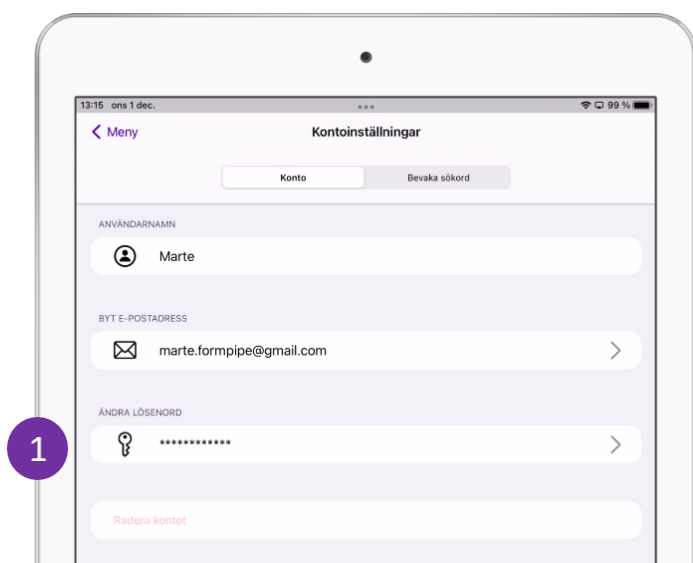 13:15 ons 1 dec.
99 %
Meny
Kontoinställningar
Konto
Bevaka sökord
ANVÄNDARNAMN
Marte
BYT E-POSTADRESS
marte.formpipe@gmail.com
ÄNDRA LÖSENORD
1
************
Radera kontot